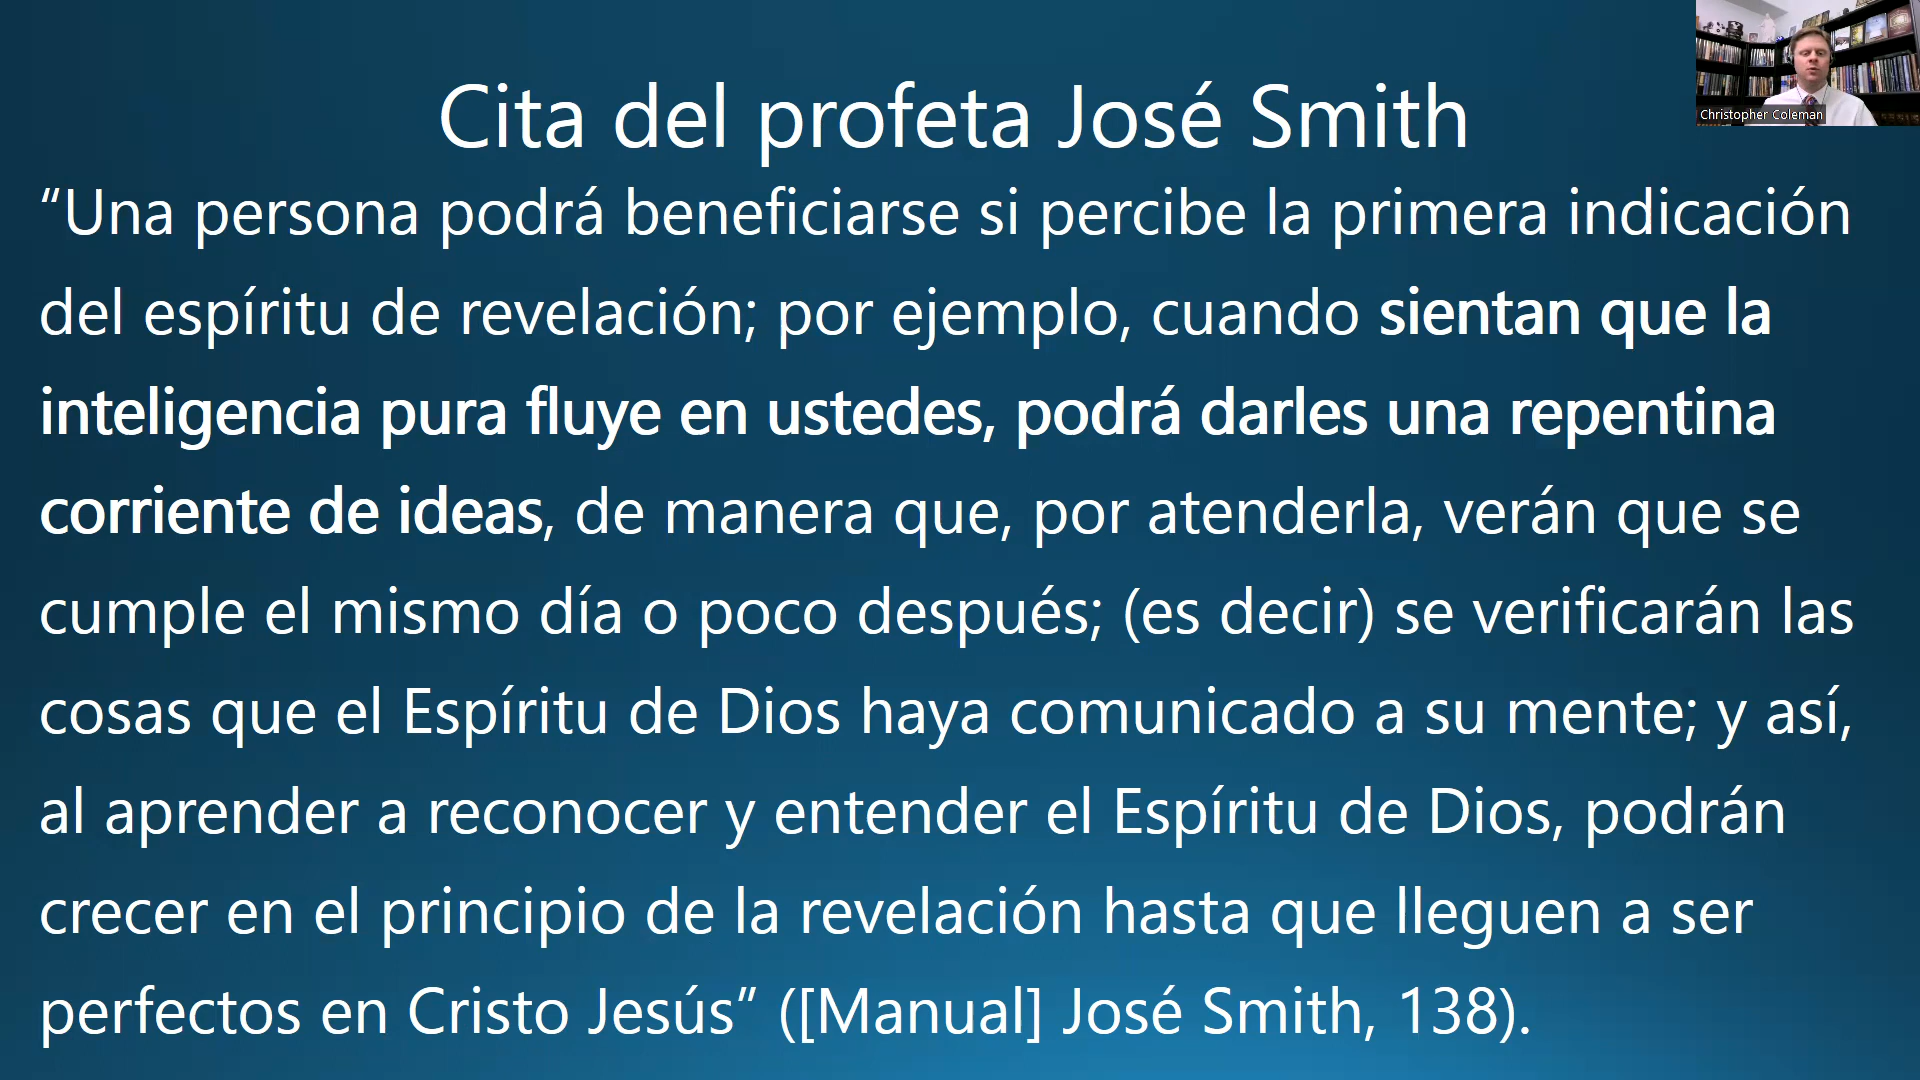 Cita del profeta José Smith
Christopher Coleman
“Una persona podrá beneficiarse si percibe la primera indicación
del espíritu de revelación; por ejemplo, cuando sientan que la
inteligencia pura fluye en ustedes, podrá darles una repentina
corriente de ideas, de manera que, por atenderla, verán que se
cumple el mismo día o poco después; (es decir) se verificarán las
cosas que el Espíritu de Dios haya comunicado a su mente; y así,
al aprender a reconocer y entender el Espíritu de Dios, podrán
crecer en el principio de la revelación hasta que lleguen a ser
perfectos en Cristo Jesús” ([Manual] José Smith, 138).